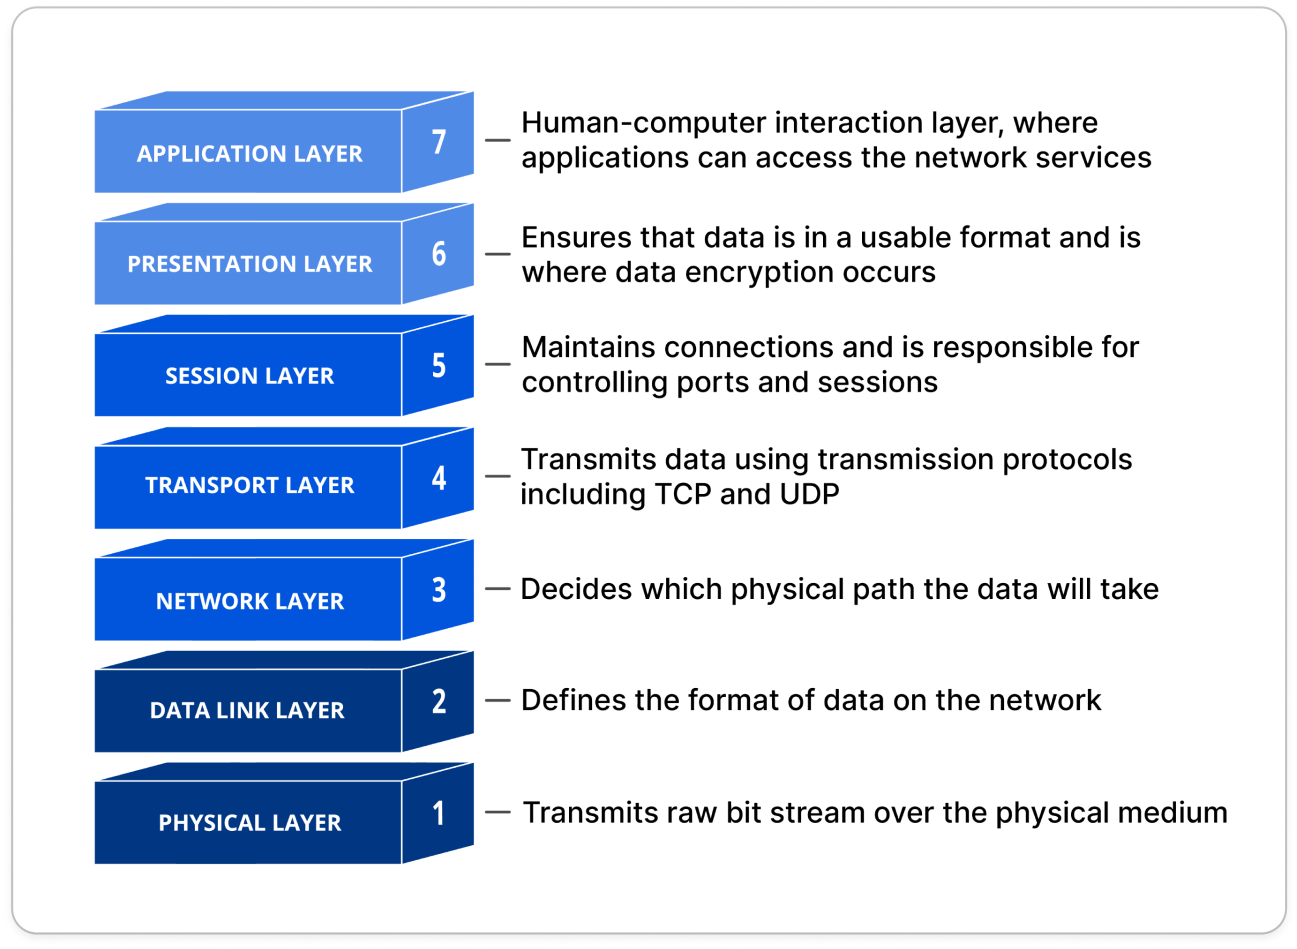 APPLICATION LAYER
7
Human-computer interaction layer, where
applications can access the network services
PRESENTATION LAYER
6
Ensures that data is in a usable format and is
where data encryption occurs
SESSION LAYER
5
Maintains connections and is responsible for
controlling ports and sessions
TRANSPORT LAYER
4
Transmits data using transmission protocols
including TCP and UDP
NETWORK LAYER
3
Decides which physical path the data will take
DATA LINK LAYER
2
Defines the format of data on the network
PHYSICAL LAYER
1
Transmits raw bit stream over the physical medium